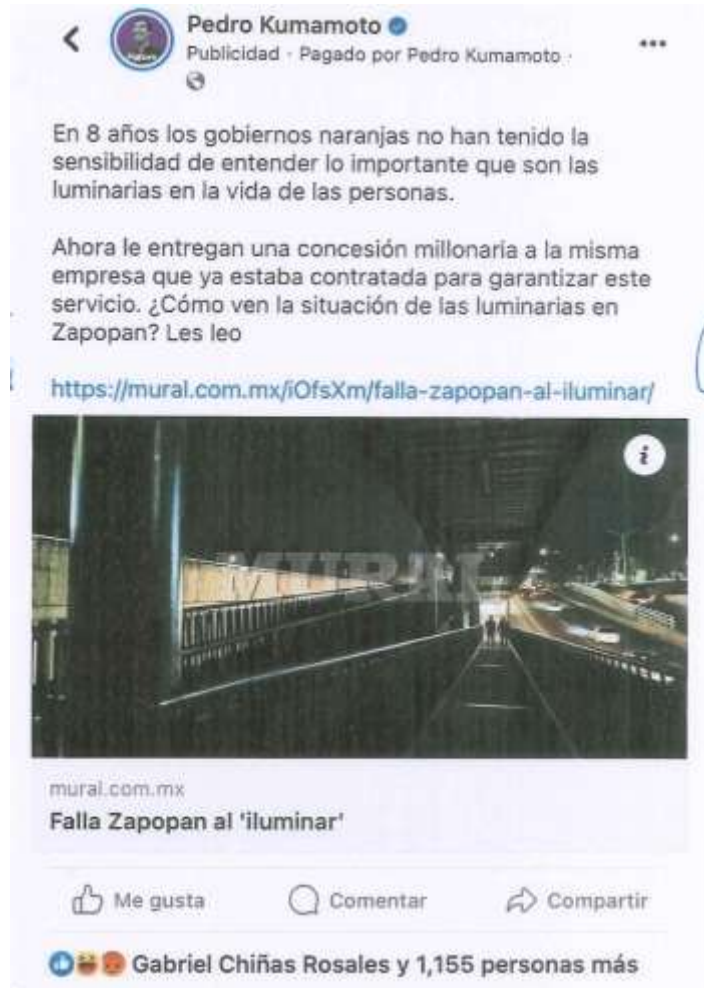 Pedro Kumamoto
Publicidad · Pagado por Pedro Kumamoto ·
En 8 años los gobiernos naranjas no han tenido la
sensibilidad de entender lo importante que son las
luminarias en la vida de las personas.
Ahora le entregan una concesión millonaria a la misma
empresa que ya estaba contratada para garantizar este
servicio. ¿Cómo ven la situación de las luminarias en
Zapopan? Les leo
https://mural.com.mx/iOfsXm/falla-zapopan-al-iluminar/
i
MURAL
mural.com.mx
Falla Zapopan al 'iluminar'
Me gusta Comentar Compartir
Gabriel Chiñas Rosales y 1,155 personas más